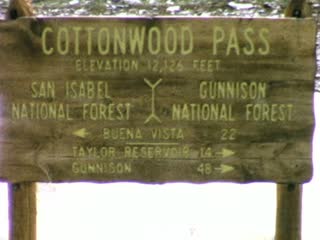 COTTONWOOD PASS
ELEVATION 12,126 FEET
SAN ISABEL NATIONAL FOREST
GUNNISON NATIONAL FOREST
← BUENA VISTA 22
TAYLOR RESERVOIR 14 →
GUNNISON 48 →